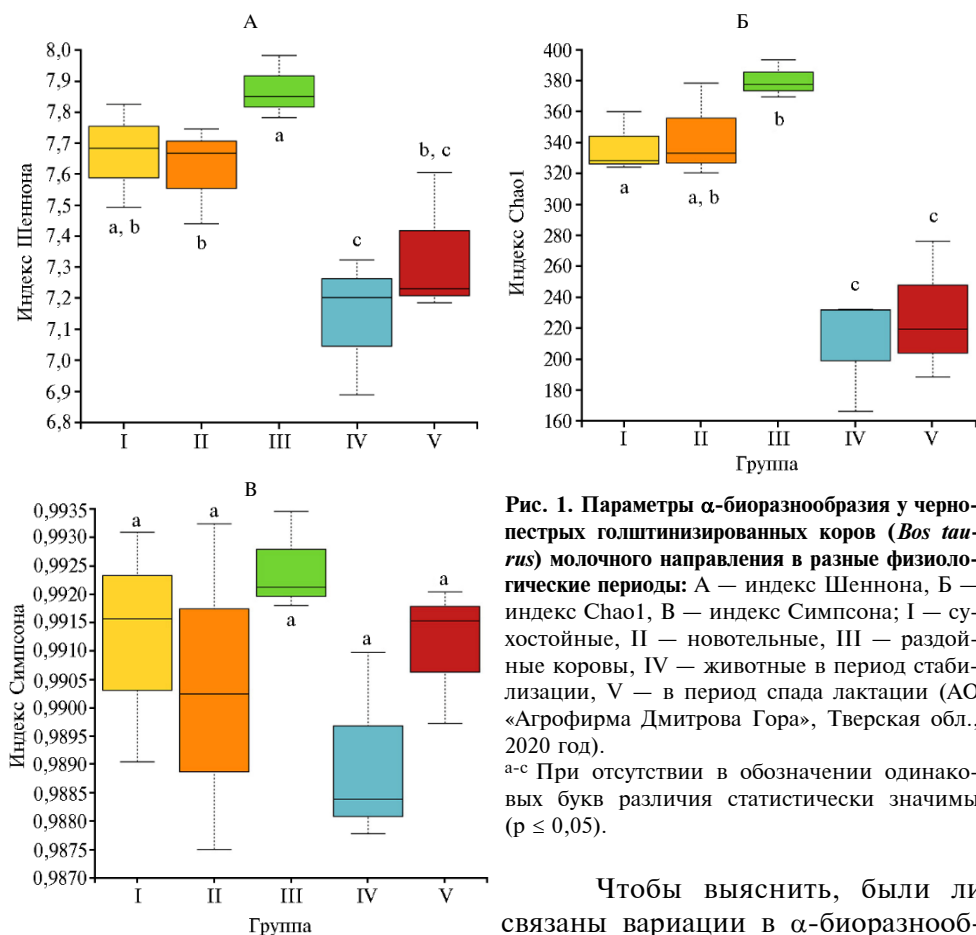 А
Индекс Шеннона
8,0
7,9
7,8
7,7
7,6
7,5
7,4
7,3
7,2
7,1
7,0
6,9
6,8
a, b
b
a
c
b, c
I II III IV V
Б
Индекс Chao1
400
380
360
340
320
300
280
260
240
220
200
180
160
a
a, b
b
c
c
I II III IV V
Группа
В
Индекс Симпсона
0,9935
0,9930
0,9925
0,9920
0,9915
0,9910
0,9905
0,9900
0,9895
0,9890
0,9885
0,9880
0,9875
0,9870
a
a
a
a
a
I II III IV V
Группа
Рис. 1. Параметры α-биоразнообразия у черно-
пестрых голштинизированных коров (Bos tau-
rus) молочного направления в разные физиоло-
гические периоды: А — индекс Шеннона, Б —
индекс Chao1, В — индекс Симпсона; I — су-
хостойные, II — новотельные, III — раздой-
ные коровы, IV — животные в период стаби-
лизации, V — в период спада лактации (АО
«Агрофирма Дмитрова Гора», Тверская обл.,
2020 год).
a-c При отсутствии в обозначении одинако-
вых букв различия статистически значимы
(p ≤ 0,05).
Чтобы выяснить, были ли
связаны вариации в α-биоразнооб-